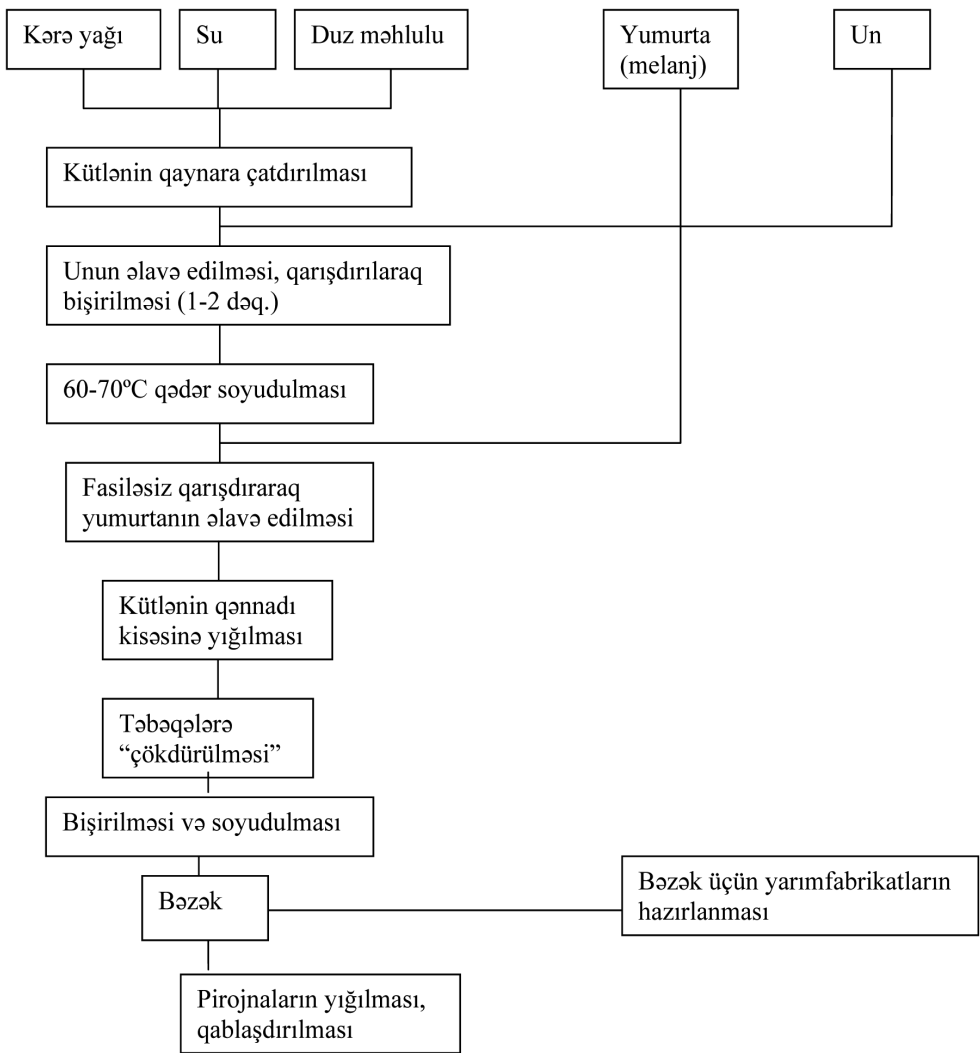 Kərə yağı
Su
Duz məhlulu
Yumurta
(melanj)
Un
Kütlənin qaynara çatdırılması
Unun əlavə edilməsi, qarışdırılaraq
bişirilməsi (1-2 dəq.)
60-70ºC qədər soyudulması
Fasiləsiz qarışdıraraq
yumurtanın əlavə edilməsi
Kütlənin qənnadı
kisəsinə yığılması
Təbəqələrə
“çökdürülməsi”
Bişirilməsi və soyudulması
Bəzək
Bəzək üçün yarımfabrikatların
hazırlanması
Pirojnaların yığılması,
qablaşdırılması